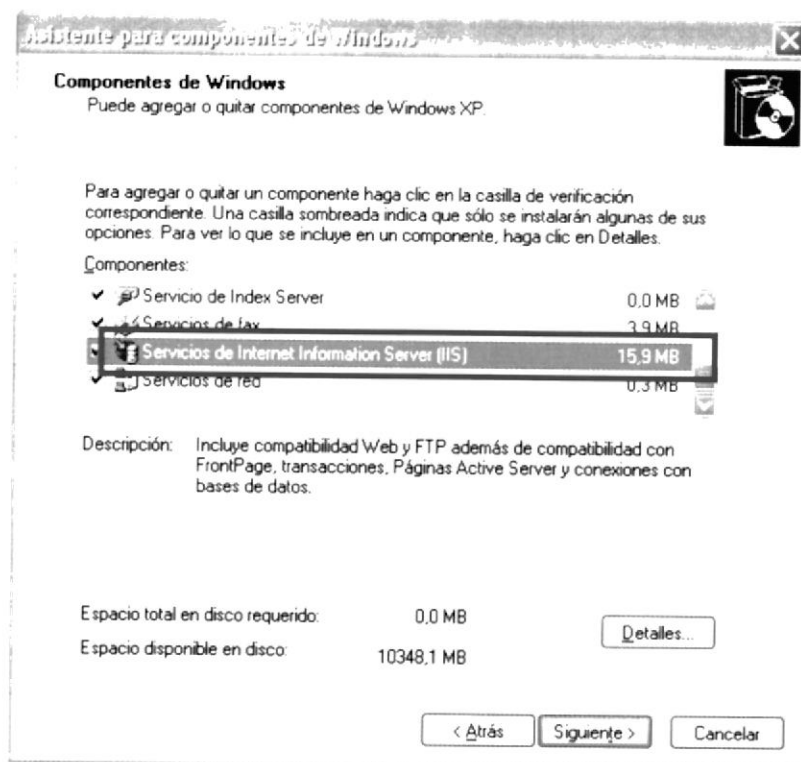 Asistente para componentes de Windows
Componentes de Windows
Puede agregar o quitar componentes de Windows XP.
Para agregar o quitar un componente haga clic en la casilla de verificación
correspondiente. Una casilla sombreada indica que sólo se instalarán algunas de sus
opciones. Para ver lo que se incluye en un componente, haga clic en Detalles.
Componentes:
Servicio de Index Server 0,0 MB
Servicios de fax 3,9 MB
Servicios de Internet Information Server (IIS) 15,9 MB
Servicios de red 0,3 MB
Descripción: Incluye compatibilidad Web y FTP además de compatibilidad con
FrontPage, transacciones, Páginas Active Server y conexiones con
bases de datos.
Espacio total en disco requerido: 0,0 MB
Detalles...
Espacio disponible en disco: 10348,1 MB
< Atrás Siguiente > Cancelar